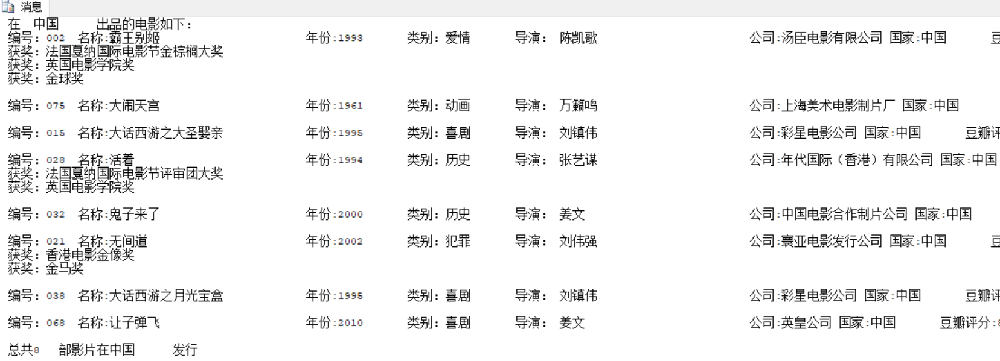 消息
在 中国 出品的电影如下：
编号：002 名称:霸王别姬 年份:1993 类别：爱情 导演： 陈凯歌 公司:汤臣电影有限公司 国家:中国 豆
获奖：法国戛纳国际电影节金棕榈大奖
获奖：英国电影学院奖
获奖：金球奖
编号：075 名称:大闹天宫 年份:1961 类别：动画 导演： 万籁鸣 公司:上海美术电影制片厂 国家:中国
编号：015 名称:大话西游之大圣娶亲 年份:1995 类别：喜剧 导演： 刘镇伟 公司:彩星电影公司 国家:中国 豆瓣评
编号：028 名称:活着 年份:1994 类别：历史 导演： 张艺谋 公司:年代国际（香港）有限公司 国家:中国
获奖：法国戛纳国际电影节评审团大奖
获奖：英国电影学院奖
编号：032 名称:鬼子来了 年份:2000 类别：历史 导演： 姜文 公司:中国电影合作制片公司 国家:中国
编号：021 名称:无间道 年份:2002 类别：犯罪 导演： 刘伟强 公司:寰亚电影发行公司 国家:中国 豆
获奖：香港电影金像奖
获奖：金马奖
编号：038 名称:大话西游之月光宝盒 年份:1995 类别：喜剧 导演： 刘镇伟 公司:彩星电影公司 国家:中国 豆瓣评
编号：068 名称:让子弹飞 年份:2010 类别：喜剧 导演： 姜文 公司:英皇公司 国家:中国 豆瓣评分:8
总共8 部影片在中国 发行